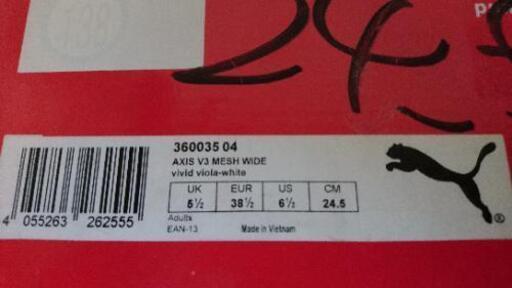 24.5
360035 04
AXIS V3 MESH WIDE
vivid viola-white
UK EUR US CM
5½ 38½ 6½ 24.5
Adults
EAN-13 Made in Vietnam
4 055263 262555
®